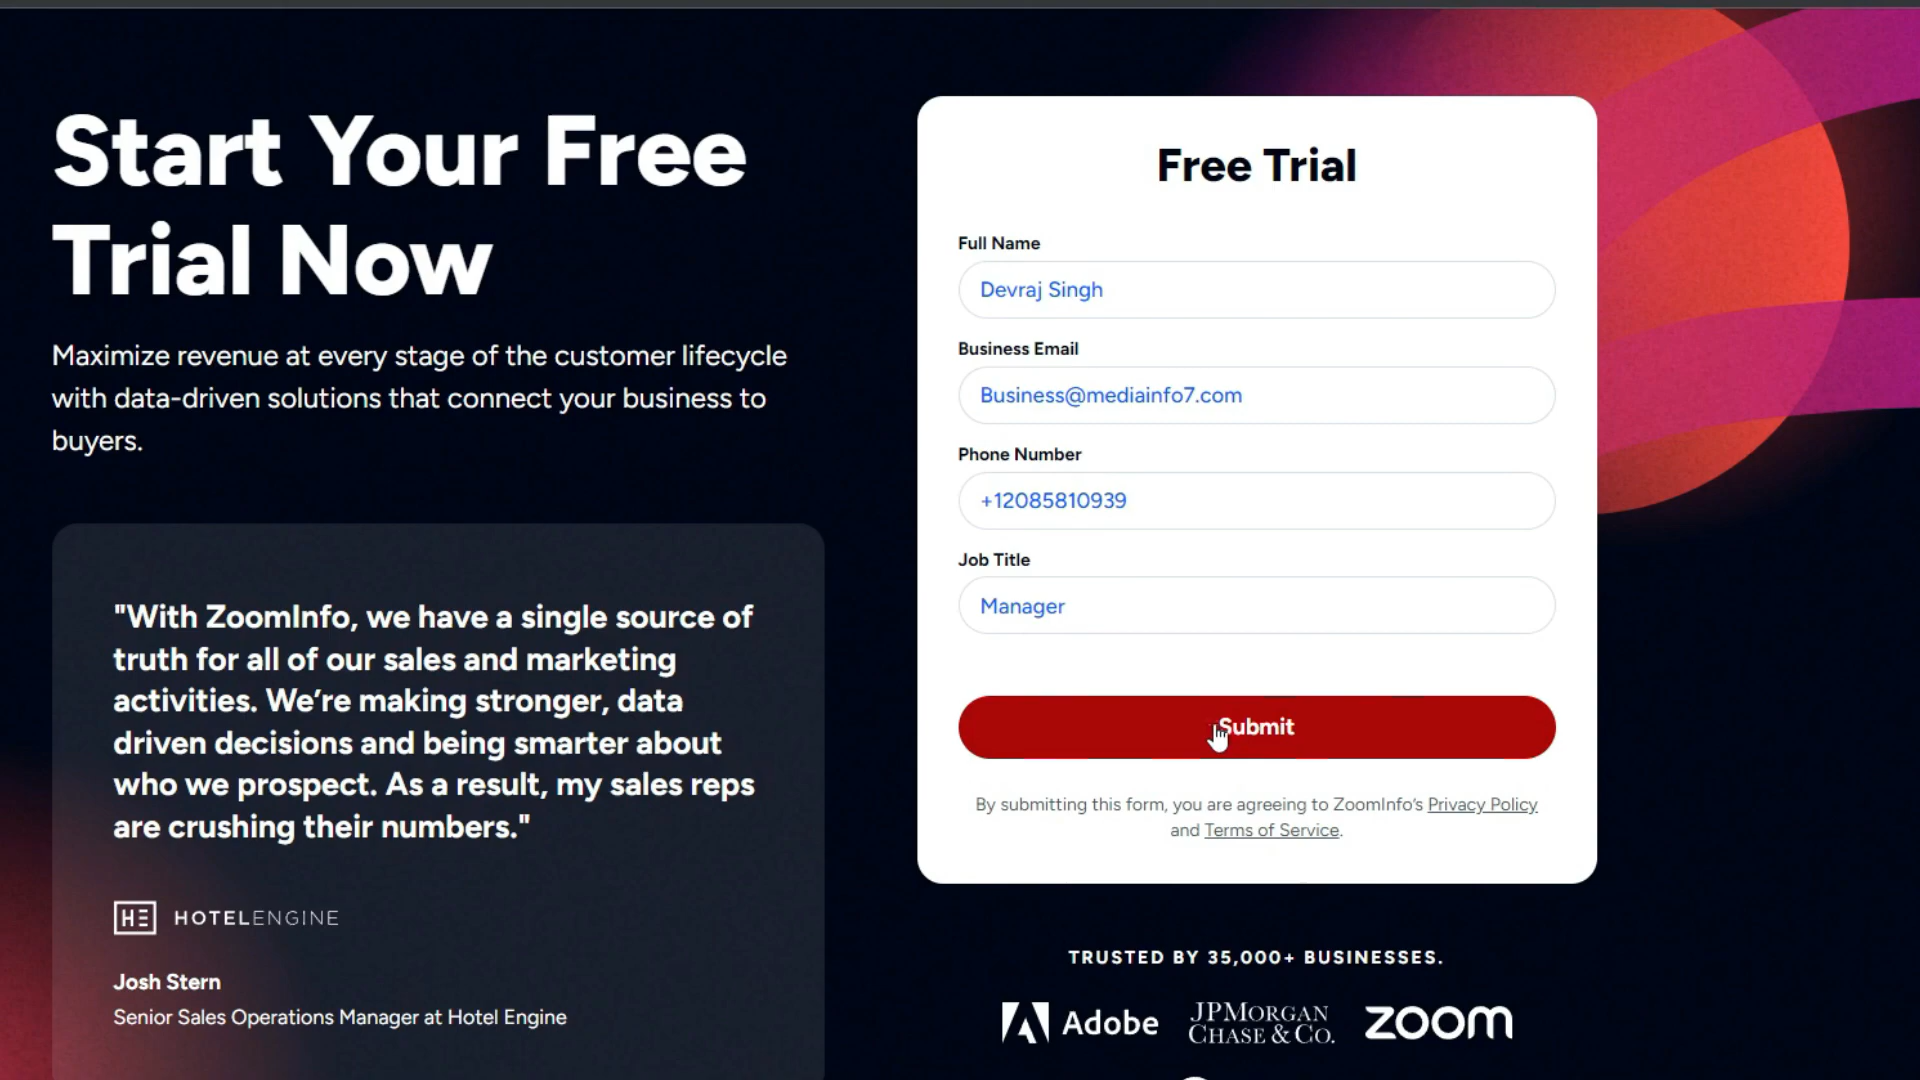 Start Your Free
Trial Now
Maximize revenue at every stage of the customer lifecycle
with data-driven solutions that connect your business to
buyers.
"With ZoomInfo, we have a single source of
truth for all of our sales and marketing
activities. We’re making stronger, data
driven decisions and being smarter about
who we prospect. As a result, my sales reps
are crushing their numbers."
HE HOTELENGINE
Josh Stern
Senior Sales Operations Manager at Hotel Engine
Free Trial
Full Name
Devraj Singh
Business Email
Business@mediainfo7.com
Phone Number
+12085810939
Job Title
Manager
Submit
By submitting this form, you are agreeing to ZoomInfo’s Privacy Policy
and Terms of Service.
TRUSTED BY 35,000+ BUSINESSES.
Adobe
JPMORGAN
CHASE & CO.
zoom